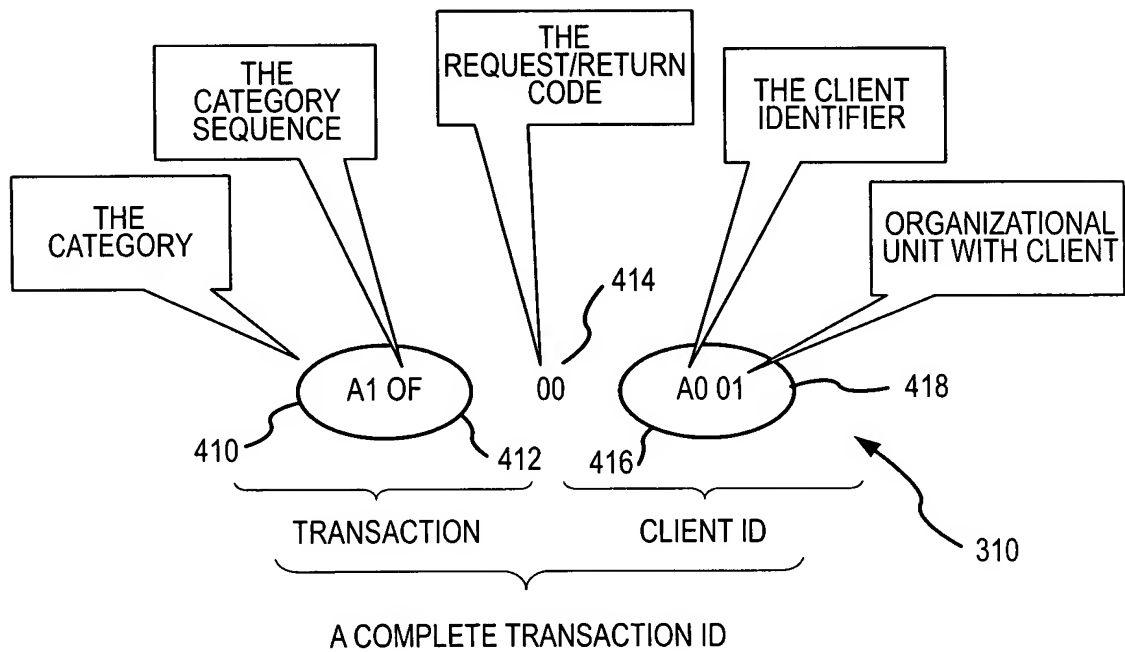 THE
REQUEST/RETURN
CODE
THE
CATEGORY
SEQUENCE
THE CLIENT
IDENTIFIER
THE
CATEGORY
ORGANIZATIONAL
UNIT WITH CLIENT
414
A1 OF
00
A0 01
418
410
412
416
310
TRANSACTION
CLIENT ID
A COMPLETE TRANSACTION ID